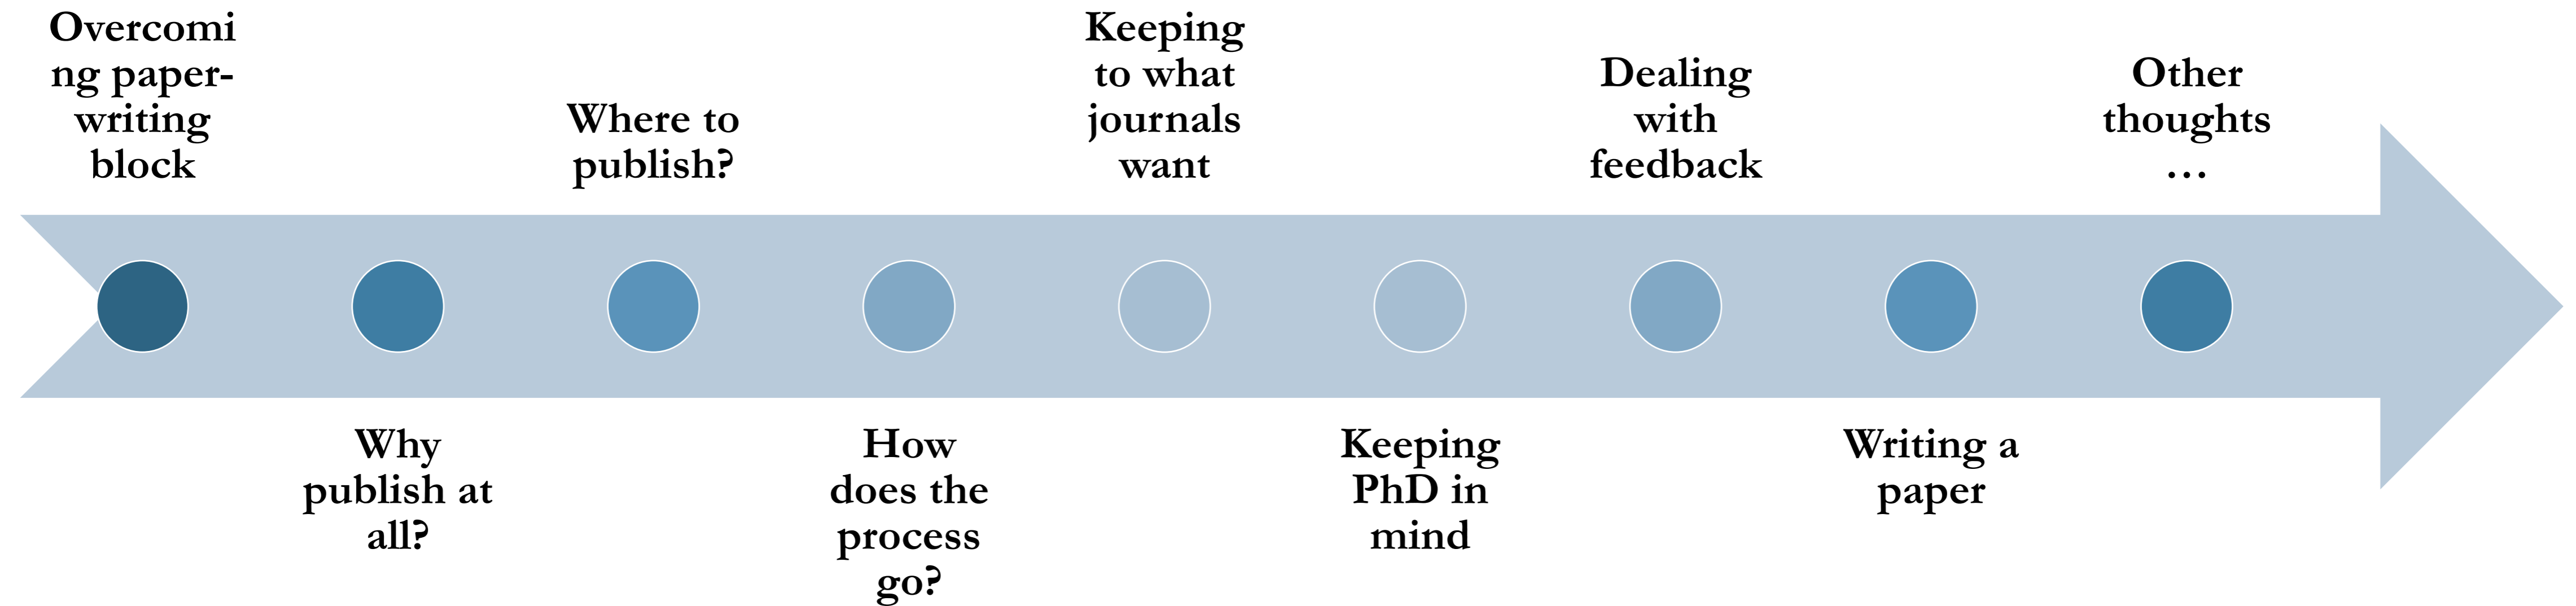 Overcomi
ng paper-
writing
block
Why
publish at
all?
Where to
publish?
How
does the
process
go?
Keeping
to what
journals
want
Keeping
PhD in
mind
Dealing
with
feedback
Writing a
paper
Other
thoughts
…